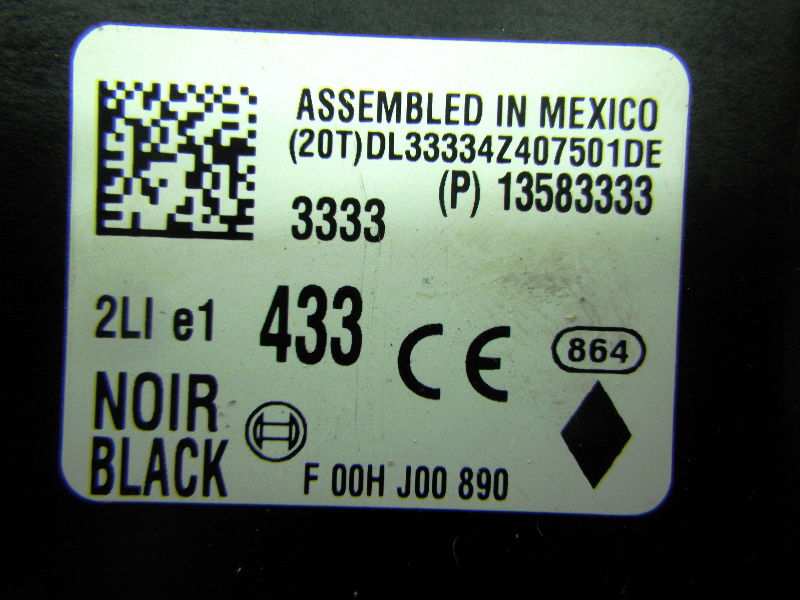 ASSEMBLED IN MEXICO
(20T)DL33334Z407501DE
(P) 13583333
3333
2LI e1
433
CE
864
NOIR
BLACK
F 00H J00 890